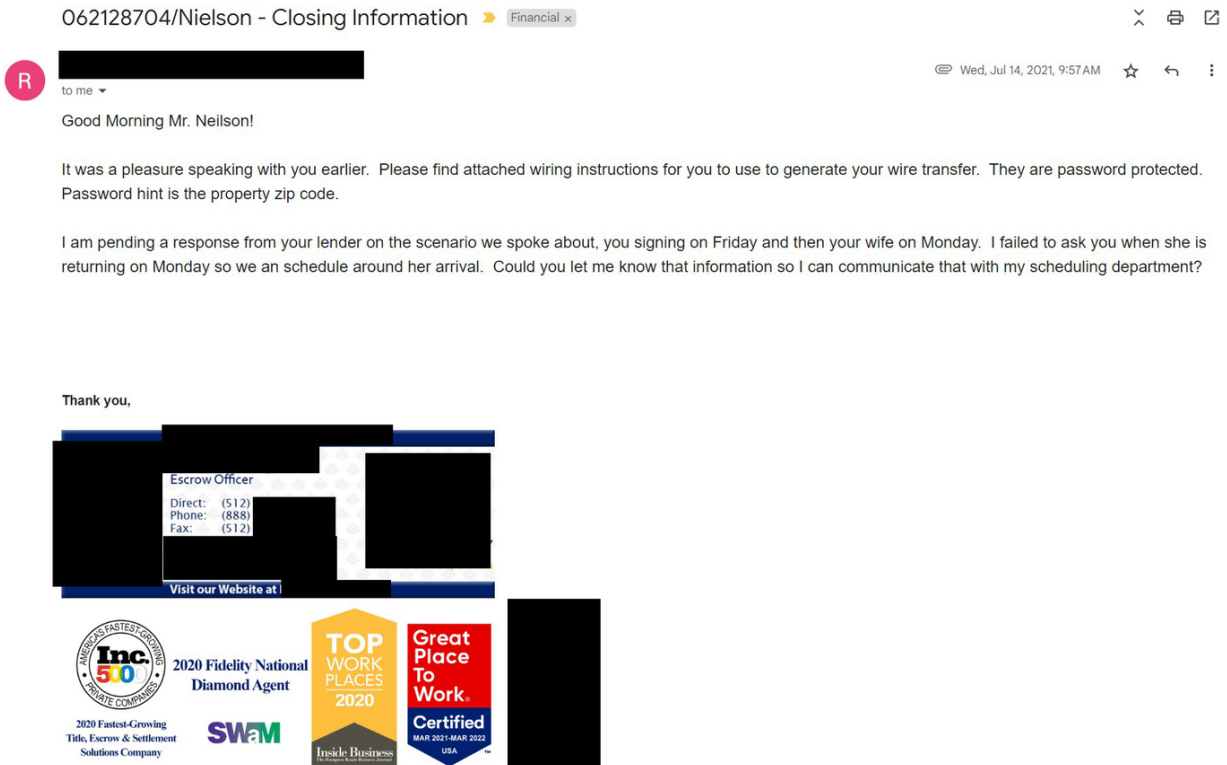 062128704/Nielson - Closing Information
Financial ×
R
Wed, Jul 14, 2021, 9:57 AM
to me
Good Morning Mr. Neilson!
It was a pleasure speaking with you earlier. Please find attached wiring instructions for you to use to generate your wire transfer. They are password protected.
Password hint is the property zip code.
I am pending a response from your lender on the scenario we spoke about, you signing on Friday and then your wife on Monday. I failed to ask you when she is
returning on Monday so we an schedule around her arrival. Could you let me know that information so I can communicate that with my scheduling department?
Thank you,
Escrow Officer
Direct: (512)
Phone: (888)
Fax: (512)
Visit our Website at
AMERICA'S FASTEST-GROWING
Inc.
5000
PRIVATE COMPANIES
2020 Fastest-Growing
Title, Escrow & Settlement
Solutions Company
2020 Fidelity National
Diamond Agent
SWaM
TOP
WORK
PLACES
2020
Inside Business
The Hampton Roads Business Journal
Great
Place
To
Work®
Certified
MAR 2021-MAR 2022
USA
™